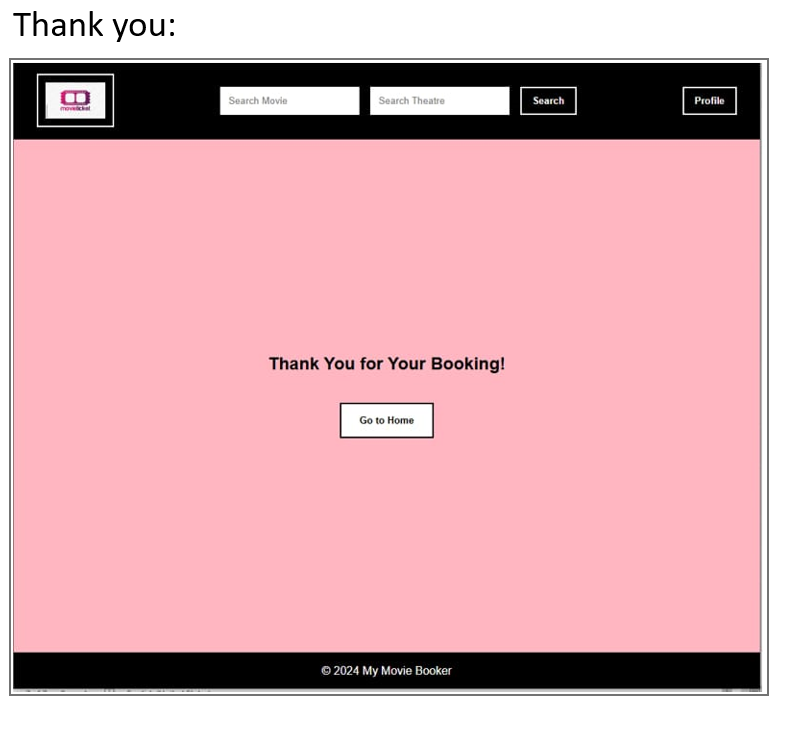 Thank you:
movieticket
Search Movie
Search Theatre
Search
Profile
Thank You for Your Booking!
Go to Home
© 2024 My Movie Booker